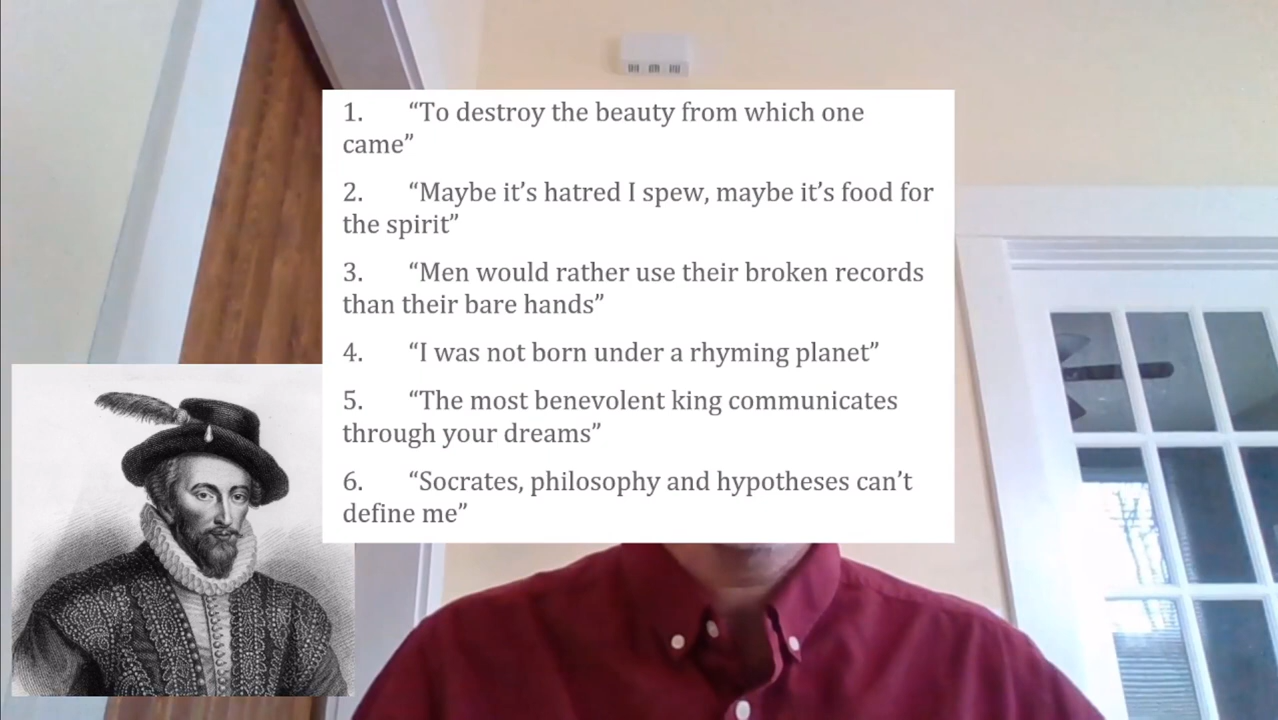 1. “To destroy the beauty from which one
came”
2. “Maybe it’s hatred I spew, maybe it’s food for
the spirit”
3. “Men would rather use their broken records
than their bare hands”
4. “I was not born under a rhyming planet”
5. “The most benevolent king communicates
through your dreams”
6. “Socrates, philosophy and hypotheses can’t
define me”